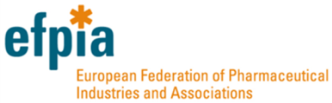 efpia
European Federation of Pharmaceutical
Industries and Associations